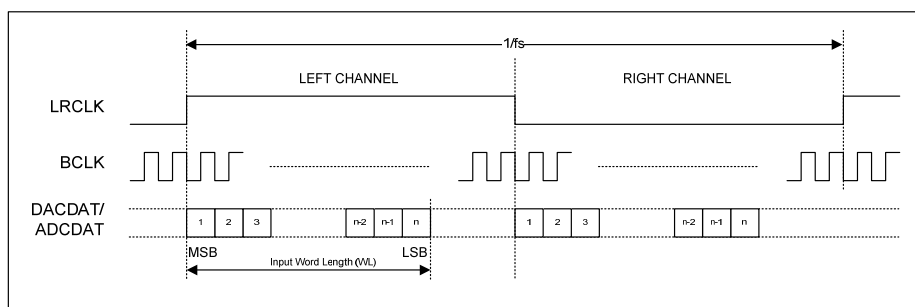 1/fs
LEFT CHANNEL RIGHT CHANNEL
LRCLK
BCLK
DACDAT/
ADCDAT
1 2 3 n-2 n-1 n 1 2 3 n-2 n-1 n
MSB LSB
Input Word Length (WL)